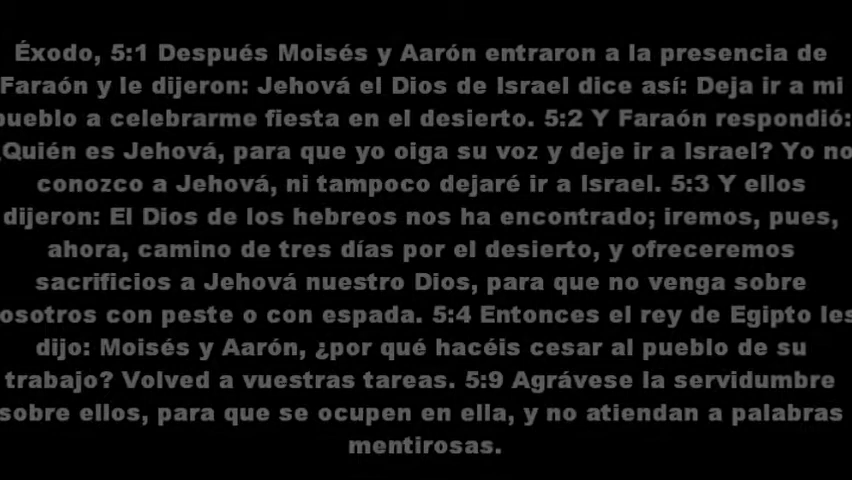 Éxodo, 5:1 Después Moisés y Aarón entraron a la presencia de
Faraón y le dijeron: Jehová el Dios de Israel dice así: Deja ir a mi
pueblo a celebrarme fiesta en el desierto. 5:2 Y Faraón respondió:
¿Quién es Jehová, para que yo oiga su voz y deje ir a Israel? Yo no
conozco a Jehová, ni tampoco dejaré ir a Israel. 5:3 Y ellos
dijeron: El Dios de los hebreos nos ha encontrado; iremos, pues,
ahora, camino de tres días por el desierto, y ofreceremos
sacrificios a Jehová nuestro Dios, para que no venga sobre
osotros con peste o con espada. 5:4 Entonces el rey de Egipto les
dijo: Moisés y Aarón, ¿por qué hacéis cesar al pueblo de su
trabajo? Volved a vuestras tareas. 5:9 Agrávese la servidumbre
sobre ellos, para que se ocupen en ella, y no atiendan a palabras
mentirosas.